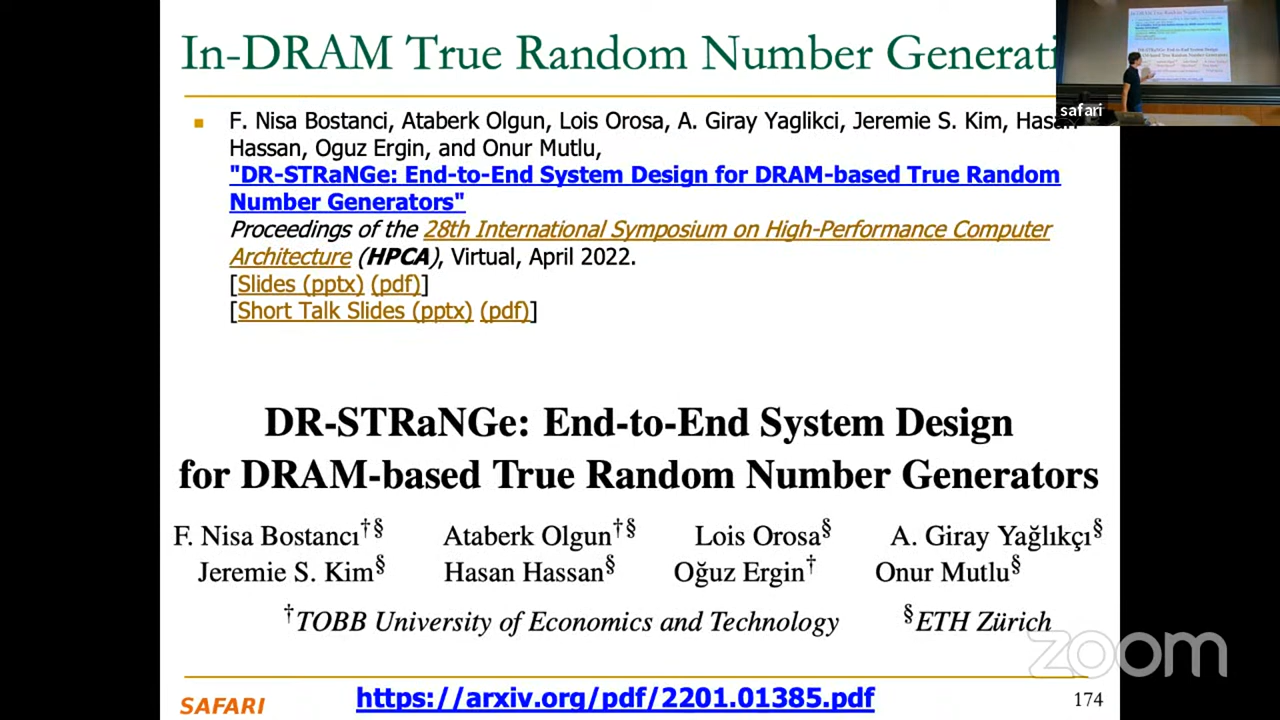 In-DRAM True Random Number Generati
F. Nisa Bostanci, Ataberk Olgun, Lois Orosa, A. Giray Yaglikci, Jeremie S. Kim, Hasan
Hassan, Oguz Ergin, and Onur Mutlu,
"DR-STRaNGe: End-to-End System Design for DRAM-based True Random
Number Generators"
Proceedings of the 28th International Symposium on High-Performance Computer
Architecture (HPCA), Virtual, April 2022.
[Slides (pptx) (pdf)]
[Short Talk Slides (pptx) (pdf)]
safari
DR-STRaNGe: End-to-End System Design
for DRAM-based True Random Number Generators
F. Nisa Bostancı†§ Ataberk Olgun†§ Lois Orosa§ A. Giray Yağlıkçı§
Jeremie S. Kim§ Hasan Hassan§ Oğuz Ergin† Onur Mutlu§
†TOBB University of Economics and Technology §ETH Zürich
zoom
SAFARI https://arxiv.org/pdf/2201.01385.pdf 174